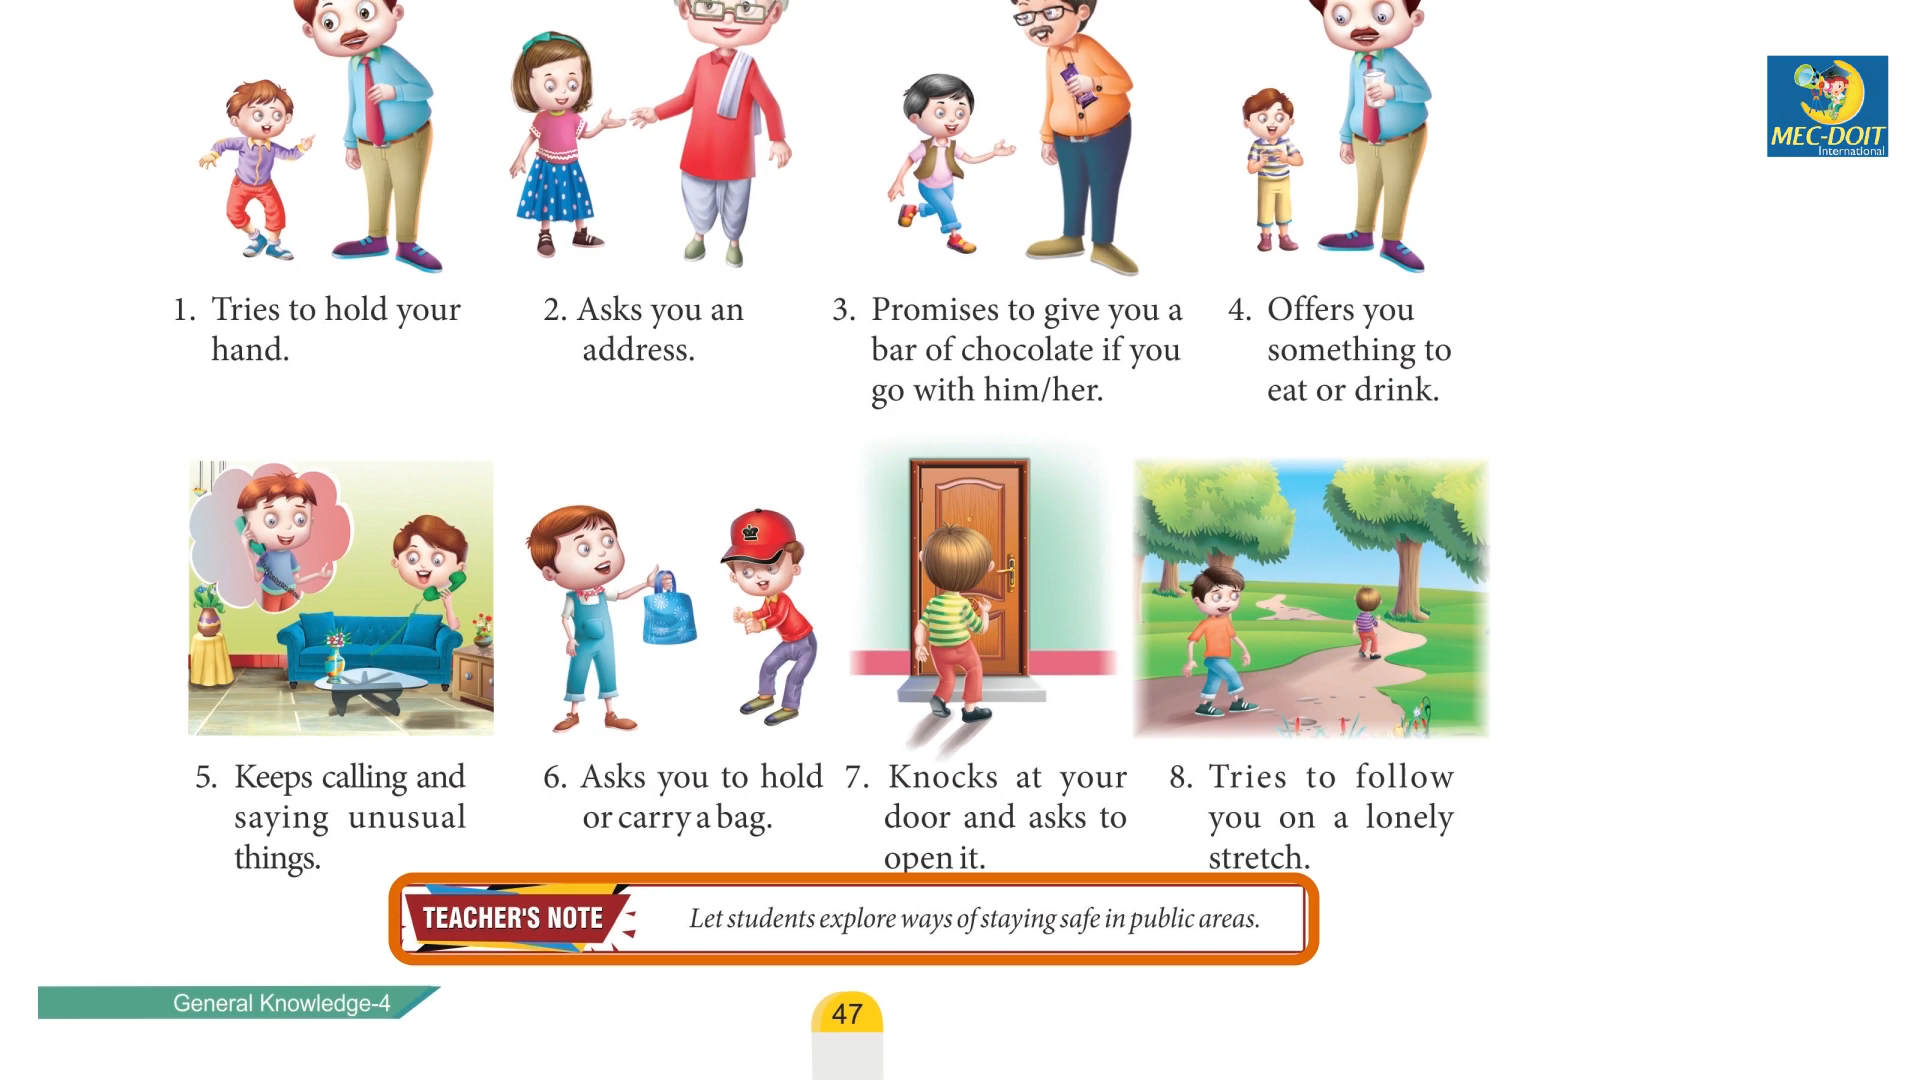 MEC-DOIT
International
1. Tries to hold your
hand.
2. Asks you an
address.
3. Promises to give you a
bar of chocolate if you
go with him/her.
4. Offers you
something to
eat or drink.
5. Keeps calling and
saying unusual
things.
6. Asks you to hold
or carry a bag.
7. Knocks at your
door and asks to
open it.
8. Tries to follow
you on a lonely
stretch.
TEACHER'S NOTE
Let students explore ways of staying safe in public areas.
General Knowledge-4
47